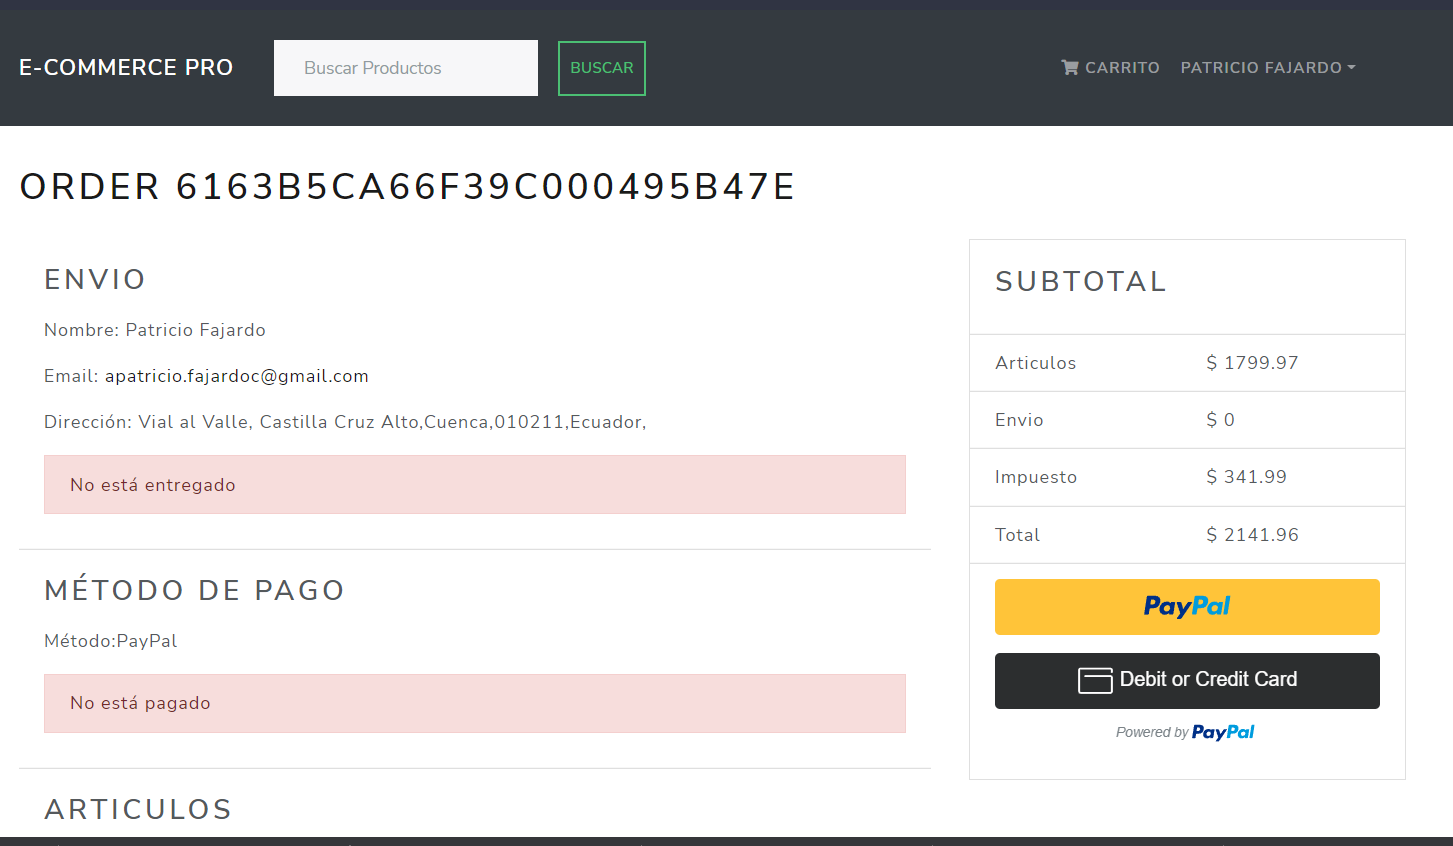 E-COMMERCE PRO
Buscar Productos
BUSCAR
CARRITO
PATRICIO FAJARDO
ORDER 6163B5CA66F39C000495B47E
ENVIO
Nombre: Patricio Fajardo
Email: apatricio.fajardoc@gmail.com
Dirección: Vial al Valle, Castilla Cruz Alto,Cuenca,010211,Ecuador,
No está entregado
MÉTODO DE PAGO
Método:PayPal
No está pagado
ARTICULOS
SUBTOTAL
Articulos $ 1799.97
Envio $ 0
Impuesto $ 341.99
Total $ 2141.96
PayPal
Debit or Credit Card
Powered by PayPal